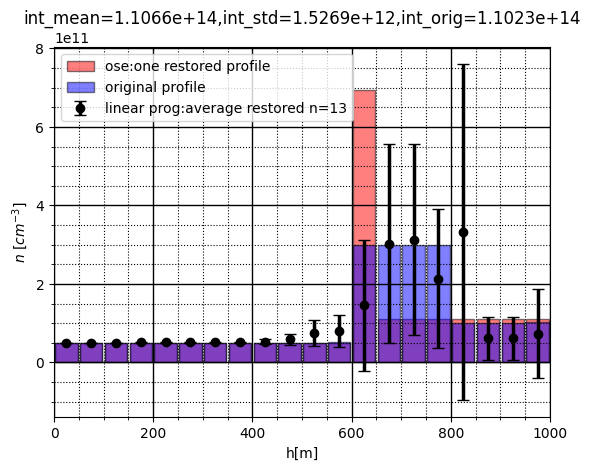 int_mean=1.1066e+14,int_std=1.5269e+12,int_orig=1.1023e+14
1e11
ose:one restored profile
original profile
linear prog:average restored n=13
8
6
4
2
0
n [cm⁻³]
0 200 400 600 800 1000
h[m]